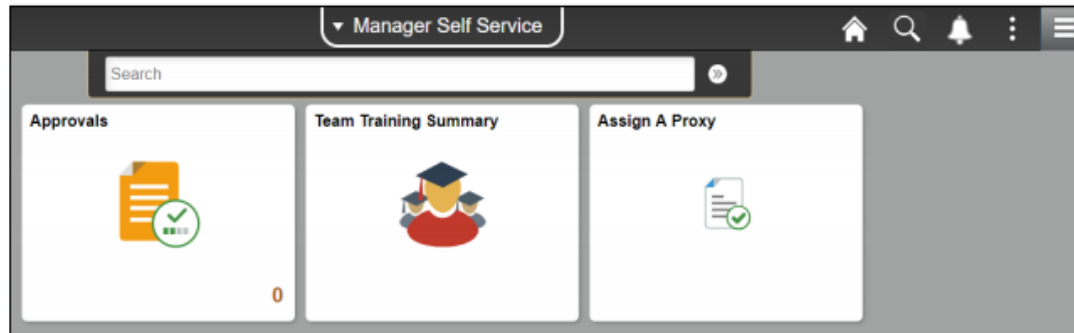 Manager Self Service
Search
Approvals
Team Training Summary
Assign A Proxy
0